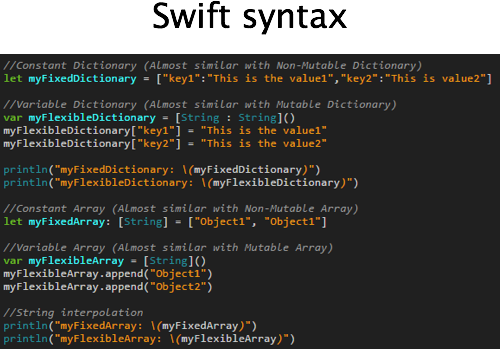 Swift syntax
//Constant Dictionary (Almost similar with Non-Mutable Dictionary)
let myFixedDictionary = ["key1":"This is the value1","key2":"This is value2"]
//Variable Dictionary (Almost similar with Mutable Dictionary)
var myFlexibleDictionary = [String : String]()
myFlexibleDictionary["key1"] = "This is the value1"
myFlexibleDictionary["key2"] = "This is the value2"
println("myFixedDictionary: \(myFixedDictionary)")
println("myFlexibleDictionary: \(myFlexibleDictionary)")
//Constant Array (Almost similar with Non-Mutable Array)
let myFixedArray: [String] = ["Object1", "Object1"]
//Variable Array (Almost similar with Mutable Array)
var myFlexibleArray = [String]()
myFlexibleArray.append("Object1")
myFlexibleArray.append("Object2")
//String interpolation
println("myFixedArray: \(myFixedArray)")
println("myFlexibleArray: \(myFlexibleArray)")